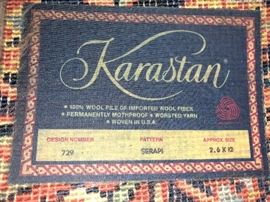 Karastan
★ 100% WOOL PILE OF IMPORTED WOOL FIBER
★ PERMANENTLY MOTHPROOF ★ WORSTED YARN
★ WOVEN IN U.S.A.
DESIGN NUMBER PATTERN APPROX. SIZE
729 SERAPI 2.6 X 12